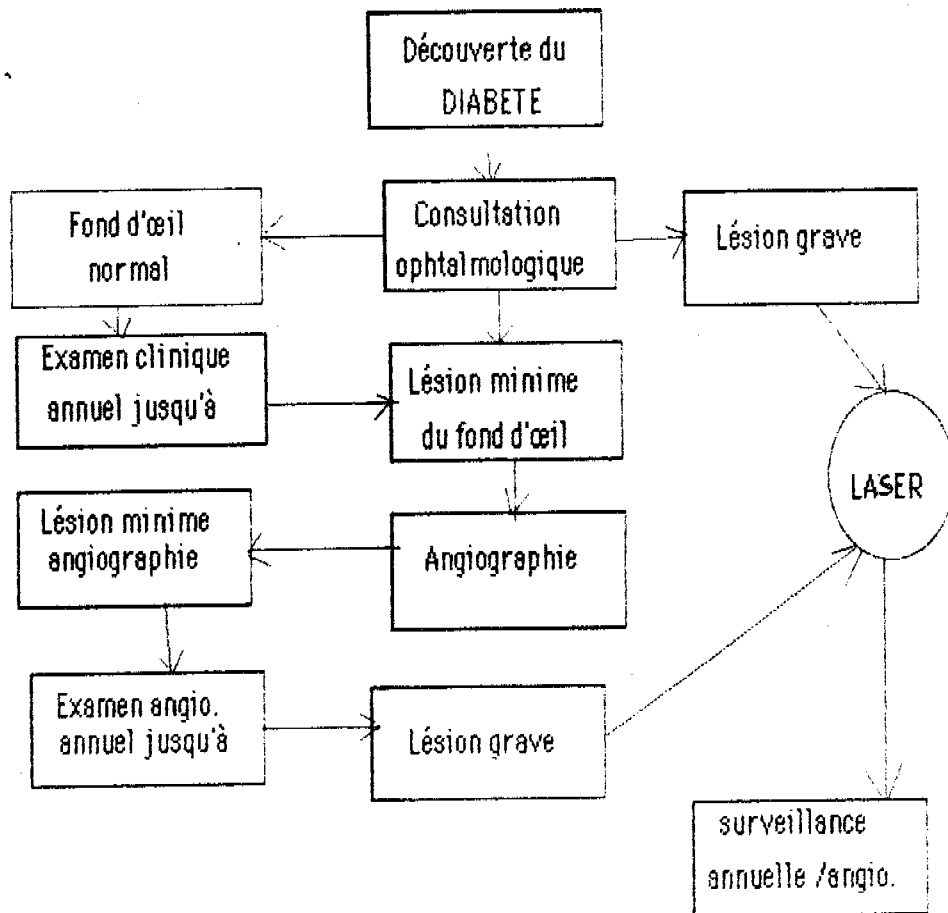 Découverte du
DIABETE
Fond d'œil
normal
Consultation
ophtalmologique
Lésion grave
Examen clinique
annuel jusqu'à
Lésion minime
du fond d'œil
LASER
Lésion minime
angiographie
Angiographie
Examen angio.
annuel jusqu'à
Lésion grave
surveillance
annuelle /angio.